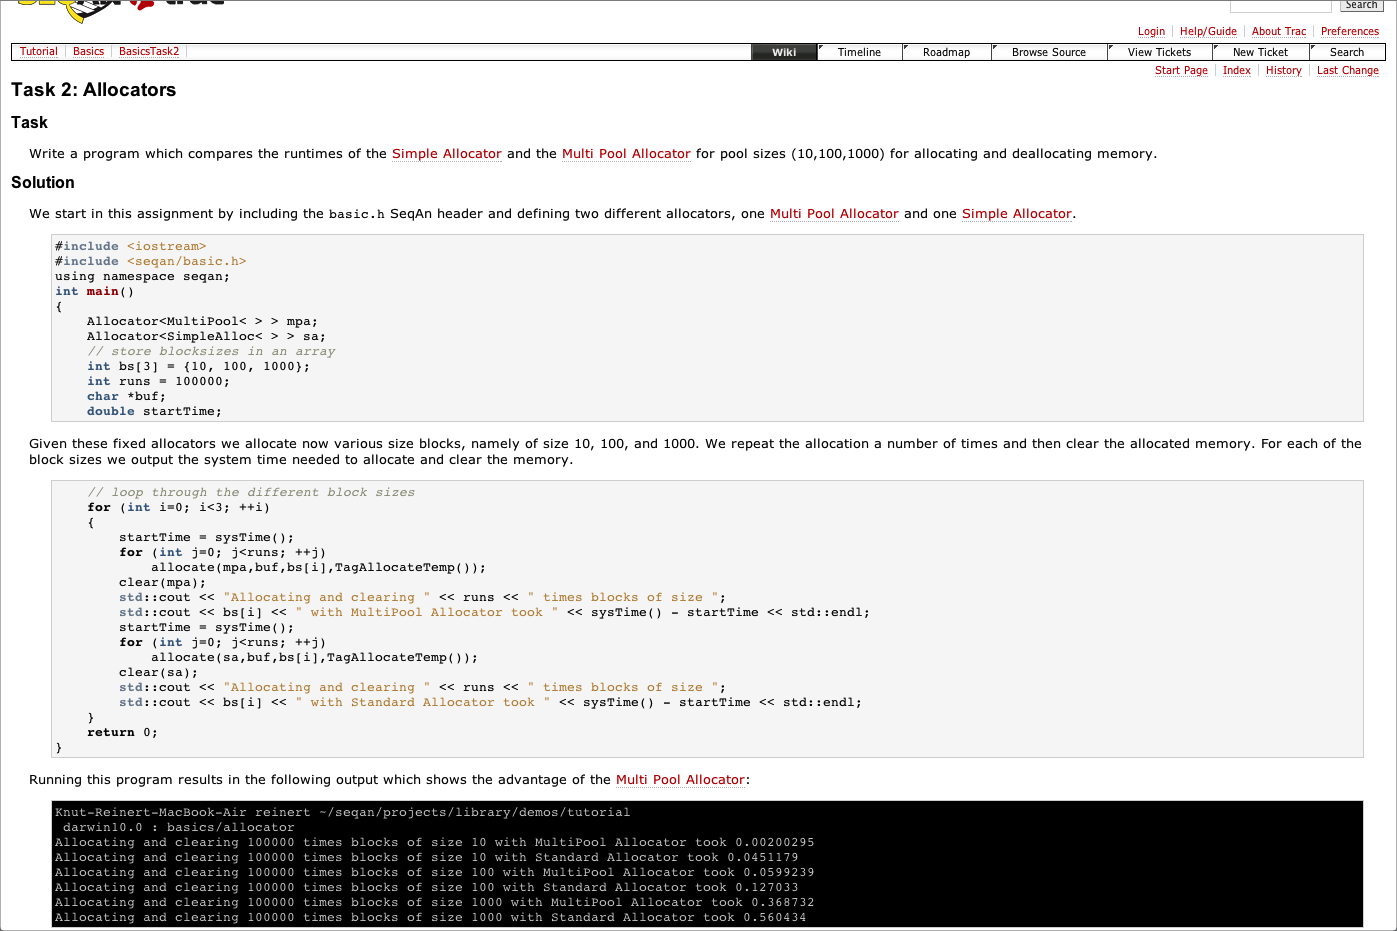 Search
Login Help/Guide About Trac Preferences
Tutorial Basics BasicsTask2 Wiki Timeline Roadmap Browse Source View Tickets New Ticket Search
Start Page Index History Last Change
Task 2: Allocators
Task
Write a program which compares the runtimes of the Simple Allocator and the Multi Pool Allocator for pool sizes (10,100,1000) for allocating and deallocating memory.
Solution
We start in this assignment by including the basic.h SeqAn header and defining two different allocators, one Multi Pool Allocator and one Simple Allocator.
#include <iostream>
#include <seqan/basic.h>
using namespace seqan;
int main()
{
    Allocator<MultiPool< > > mpa;
    Allocator<SimpleAlloc< > > sa;
    // store blocksizes in an array
    int bs[3] = {10, 100, 1000};
    int runs = 100000;
    char *buf;
    double startTime;
Given these fixed allocators we allocate now various size blocks, namely of size 10, 100, and 1000. We repeat the allocation a number of times and then clear the allocated memory. For each of the
block sizes we output the system time needed to allocate and clear the memory.
    // loop through the different block sizes
    for (int i=0; i<3; ++i)
    {
        startTime = sysTime();
        for (int j=0; j<runs; ++j)
            allocate(mpa,buf,bs[i],TagAllocateTemp());
        clear(mpa);
        std::cout << "Allocating and clearing " << runs << " times blocks of size ";
        std::cout << bs[i] << " with MultiPool Allocator took " << sysTime() - startTime << std::endl;
        startTime = sysTime();
        for (int j=0; j<runs; ++j)
            allocate(sa,buf,bs[i],TagAllocateTemp());
        clear(sa);
        std::cout << "Allocating and clearing " << runs << " times blocks of size ";
        std::cout << bs[i] << " with Standard Allocator took " << sysTime() - startTime << std::endl;
    }
    return 0;
}
Running this program results in the following output which shows the advantage of the Multi Pool Allocator:
Knut-Reinert-MacBook-Air reinert ~/seqan/projects/library/demos/tutorial
 darwin10.0 : basics/allocator
Allocating and clearing 100000 times blocks of size 10 with MultiPool Allocator took 0.00200295
Allocating and clearing 100000 times blocks of size 10 with Standard Allocator took 0.0451179
Allocating and clearing 100000 times blocks of size 100 with MultiPool Allocator took 0.0599239
Allocating and clearing 100000 times blocks of size 100 with Standard Allocator took 0.127033
Allocating and clearing 100000 times blocks of size 1000 with MultiPool Allocator took 0.368732
Allocating and clearing 100000 times blocks of size 1000 with Standard Allocator took 0.560434